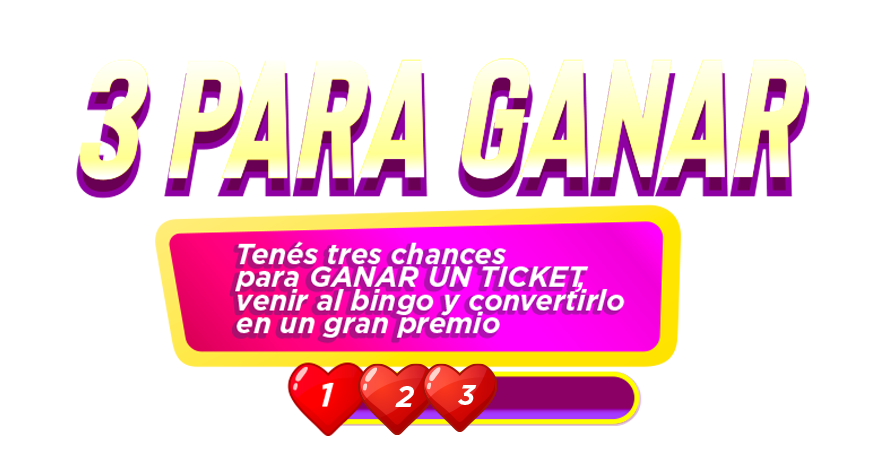 3 PARA GANAR
Tenés tres chances
para GANAR UN TICKET,
venir al bingo y convertirlo
en un gran premio
1 2 3